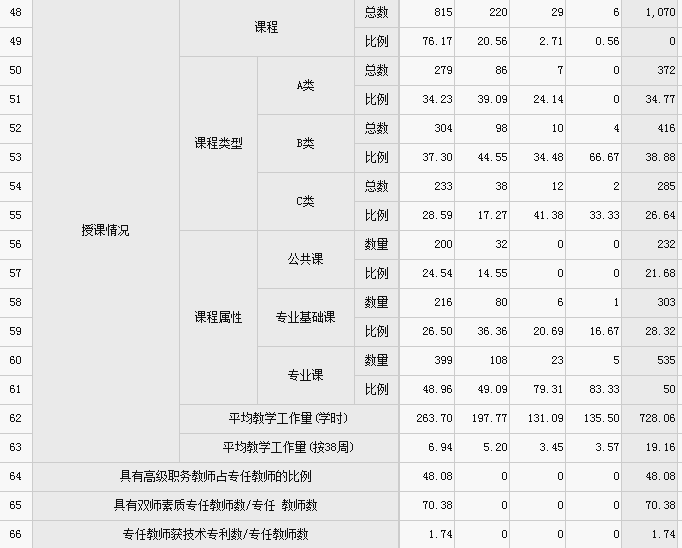 48 授课情况 课程 总数 815 220 29 6 1,070
49 比例 76.17 20.56 2.71 0.56 0
50 课程类型 A类 总数 279 86 7 0 372
51 比例 34.23 39.09 24.14 0 34.77
52 B类 总数 304 98 10 4 416
53 比例 37.30 44.55 34.48 66.67 38.88
54 C类 总数 233 38 12 2 285
55 比例 28.59 17.27 41.38 33.33 26.64
56 课程属性 公共课 数量 200 32 0 0 232
57 比例 24.54 14.55 0 0 21.68
58 专业基础课 数量 216 80 6 1 303
59 比例 26.50 36.36 20.69 16.67 28.32
60 专业课 数量 399 108 23 5 535
61 比例 48.96 49.09 79.31 83.33 50
62 平均教学工作量(学时) 263.70 197.77 131.09 135.50 728.06
63 平均教学工作量(按38周) 6.94 5.20 3.45 3.57 19.16
64 具有高级职务教师占专任教师的比例 48.08 0 0 0 48.08
65 具有双师素质专任教师数/专任 教师数 70.38 0 0 0 70.38
66 专任教师获技术专利数/专任教师数 1.74 0 0 0 1.74